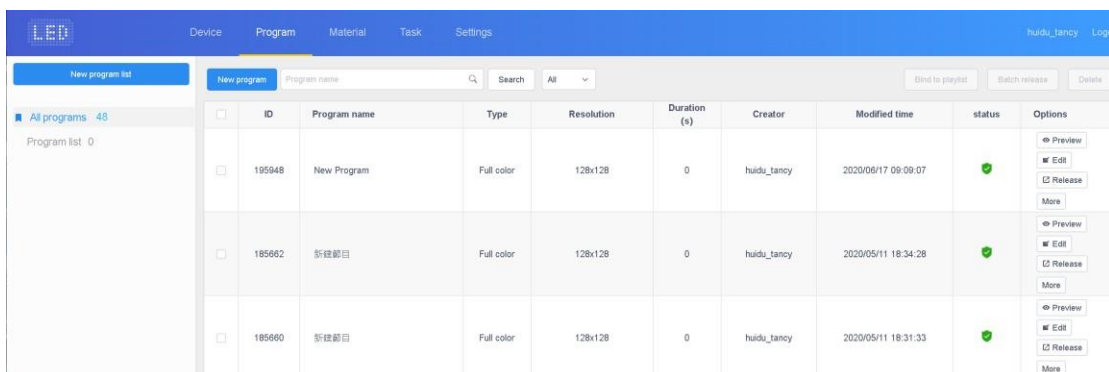 LED Device Program Material Task Settings huidu_tancy
New program list New program Program name Search All Bind to playlist Batch release Delete
All programs 48
Program list 0
ID Program name Type Resolution Duration (s) Creator Modified time status Options
195948 New Program Full color 128x128 0 huidu_tancy 2020/06/17 09:09:07
Preview
Edit
Release
More
185662 新建節目 Full color 128x128 0 huidu_tancy 2020/05/11 18:34:28
Preview
Edit
Release
More
185660 新建節目 Full color 128x128 0 huidu_tancy 2020/05/11 18:31:33
Preview
Edit
Release
More